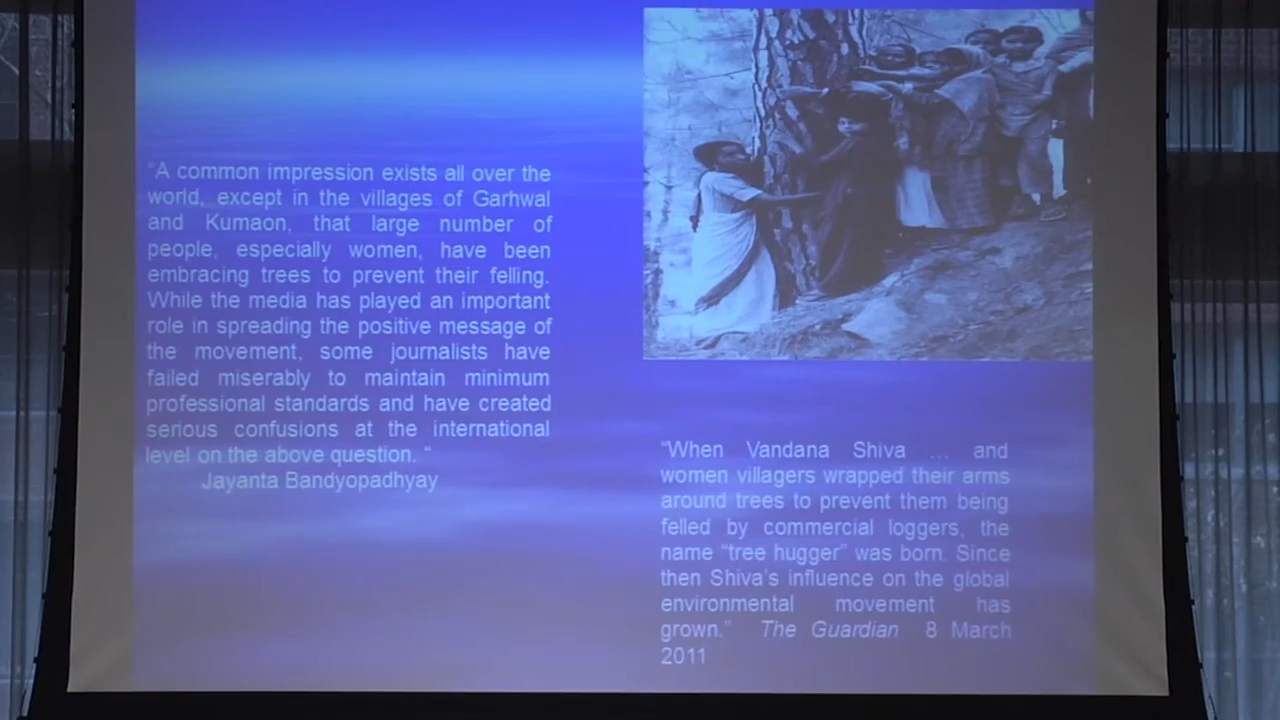 “A common impression exists all over the
world, except in the villages of Garhwal
and Kumaon, that large number of
people, especially women, have been
embracing trees to prevent their felling.
While the media has played an important
role in spreading the positive message of
the movement, some journalists have
failed miserably to maintain minimum
professional standards and have created
serious confusions at the international
level on the above question. “
Jayanta Bandyopadhyay
“When Vandana Shiva ... and
women villagers wrapped their arms
around trees to prevent them being
felled by commercial loggers, the
name “tree hugger” was born. Since
then Shiva’s influence on the global
environmental movement has
grown.” The Guardian 8 March
2011